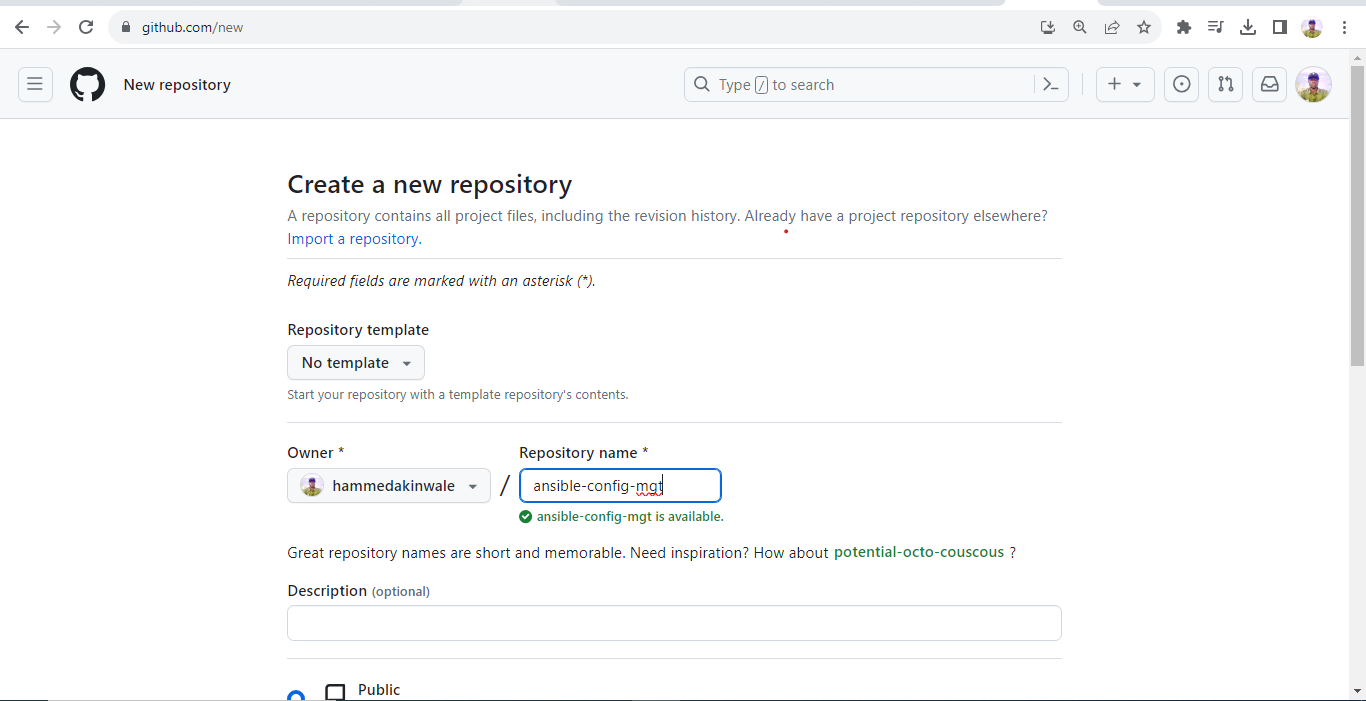 github.com/new
New repository
Type / to search
Create a new repository
A repository contains all project files, including the revision history. Already have a project repository elsewhere?
Import a repository.
Required fields are marked with an asterisk (*).
Repository template
No template
Start your repository with a template repository's contents.
Owner * Repository name *
hammedakinwale / ansible-config-mgt
ansible-config-mgt is available.
Great repository names are short and memorable. Need inspiration? How about potential-octo-couscous ?
Description (optional)
Public